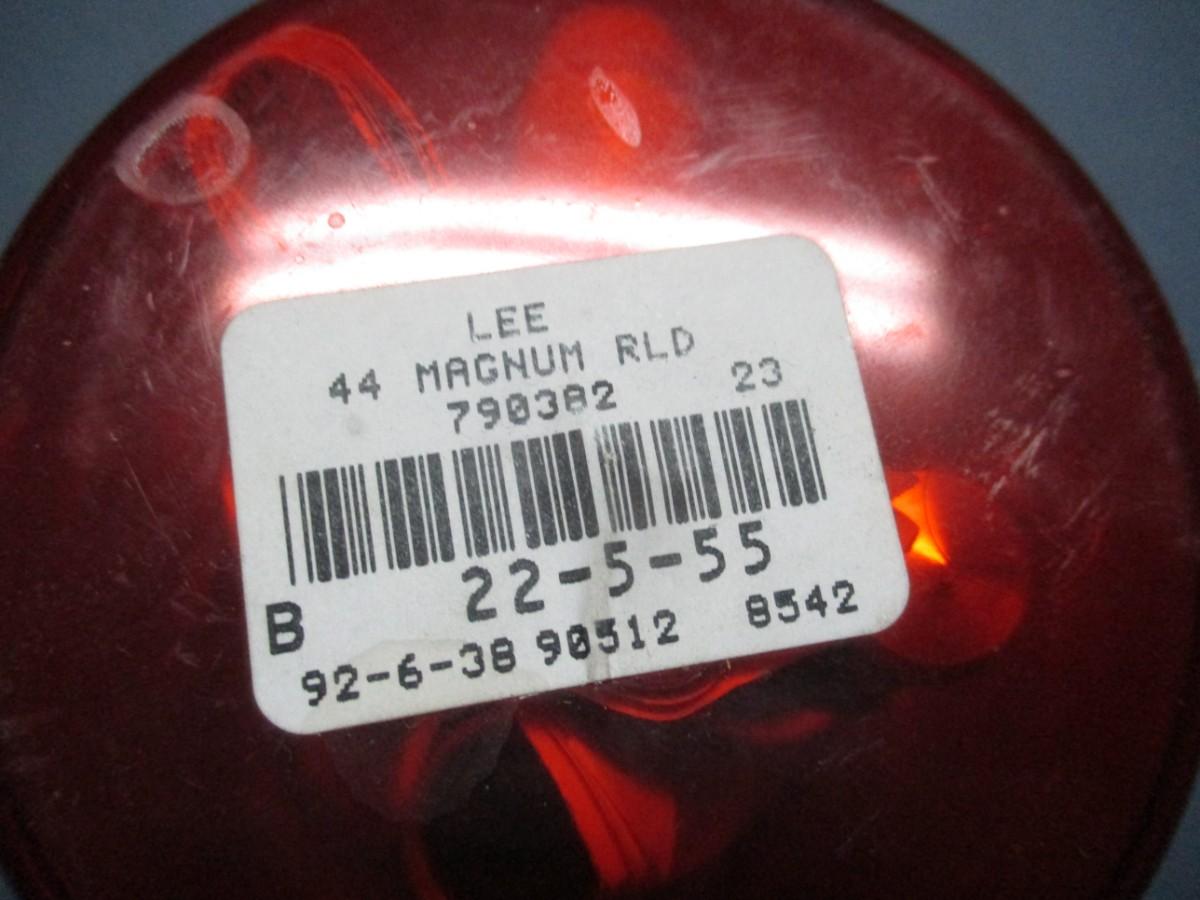 LEE
44 MAGNUM RLD
790382 23
22-5-55
B
92-6-38 90512 8542